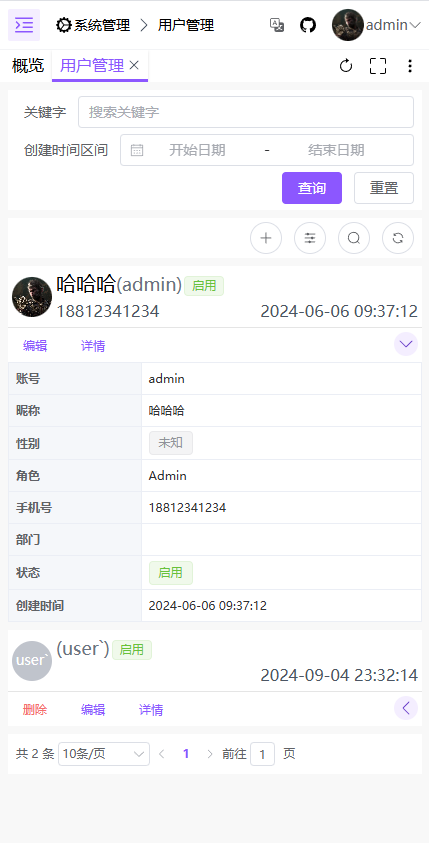 系统管理 用户管理 admin
概览 用户管理
关键字 搜索关键字
创建时间区间 开始日期 - 结束日期
查询 重置
哈哈哈(admin) 启用
18812341234 2024-06-06 09:37:12
编辑 详情
账号 admin
昵称 哈哈哈
性别 未知
角色 Admin
手机号 18812341234
部门
状态 启用
创建时间 2024-06-06 09:37:12
user` (user`) 启用
2024-09-04 23:32:14
删除 编辑 详情
共 2 条 10条/页 1 前往 1 页